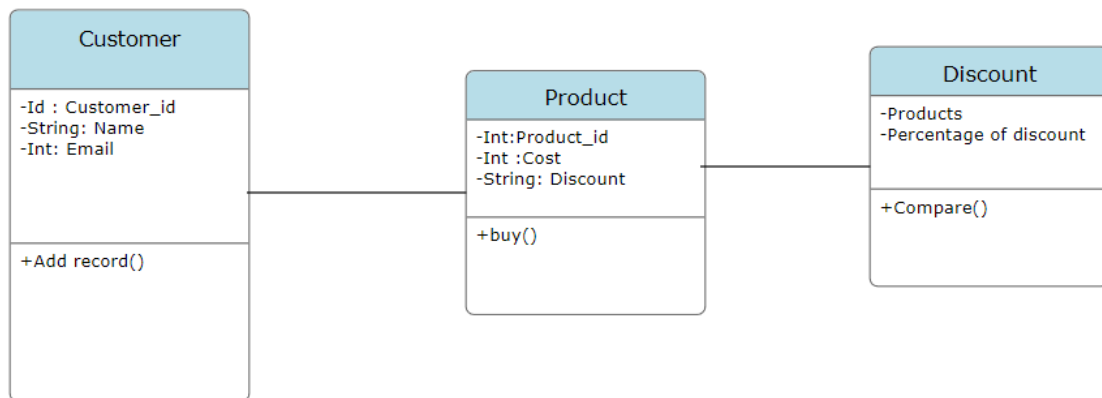 Customer
-Id : Customer_id
-String: Name
-Int: Email
+Add record()
Product
-Int:Product_id
-Int :Cost
-String: Discount
+buy()
Discount
-Products
-Percentage of discount
+Compare()